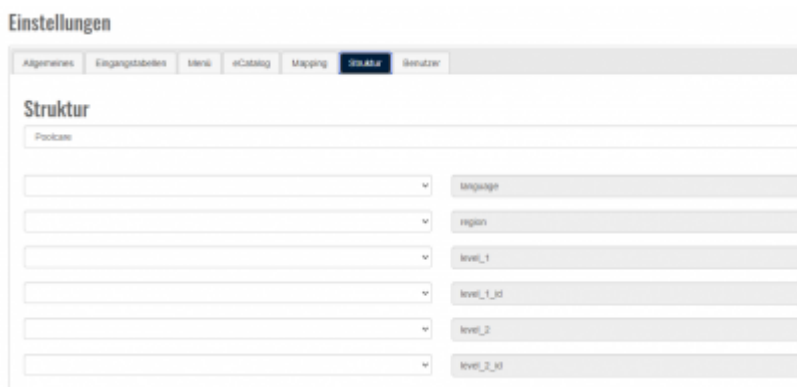 Einstellungen
Allgemeines Eingangstabellen Menü eCatalog Mapping Struktur Benutzer
Struktur
Poolcare
language
region
level_1
level_1_id
level_2
level_2_id